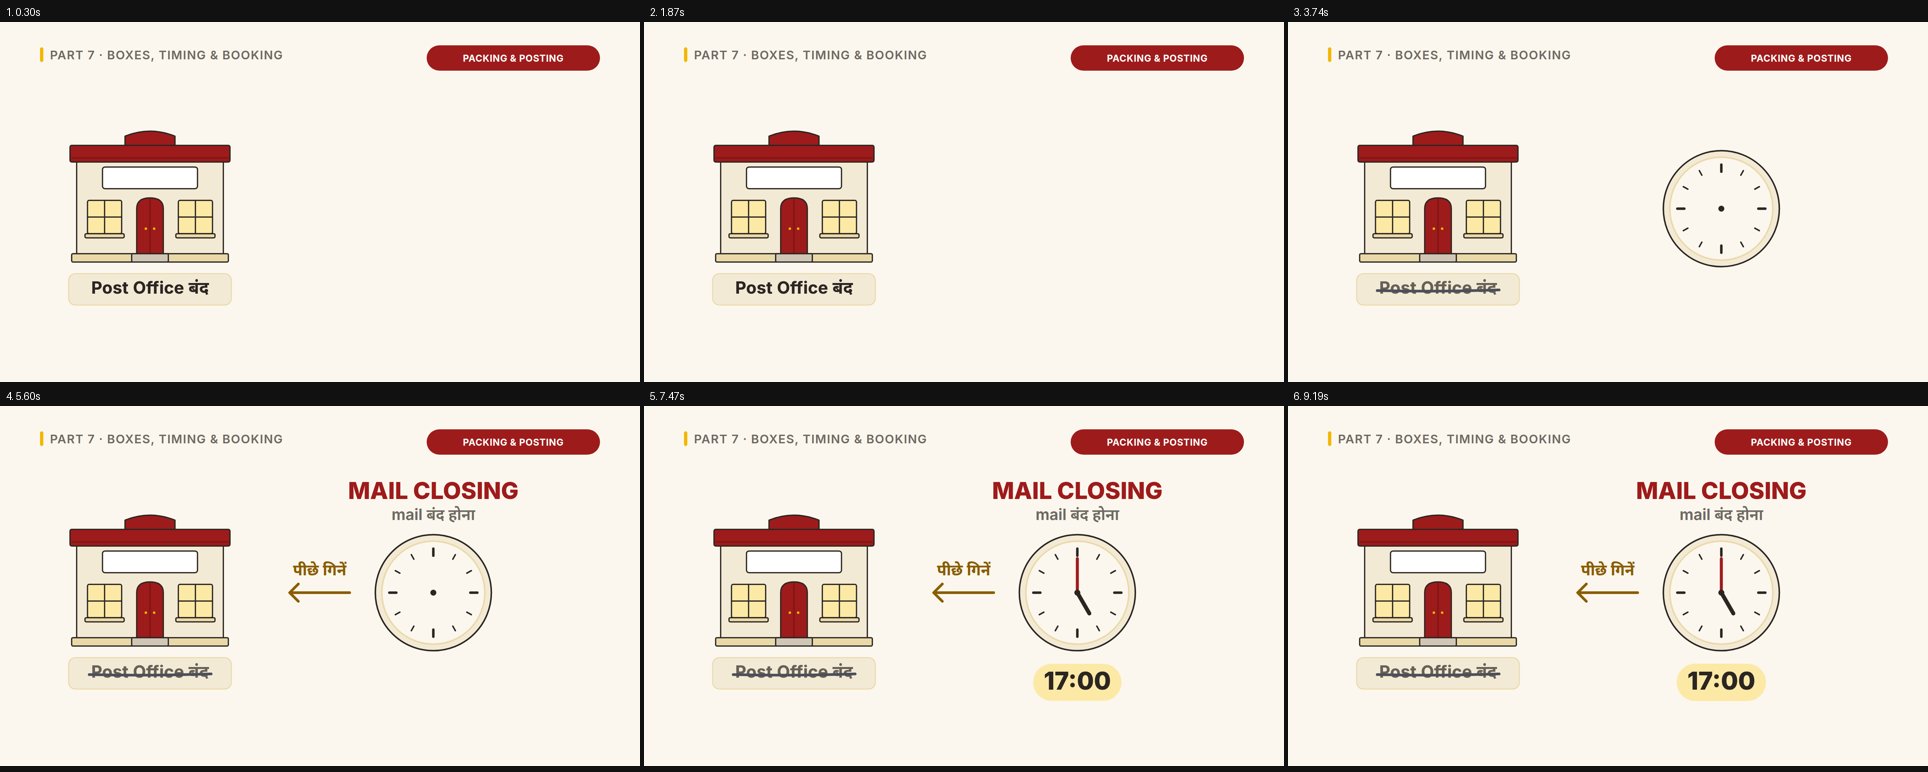 1. 0.30s
PART 7 · BOXES, TIMING & BOOKING
PACKING & POSTING
Post Office बंद
2. 1.87s
PART 7 · BOXES, TIMING & BOOKING
PACKING & POSTING
Post Office बंद
3. 3.74s
PART 7 · BOXES, TIMING & BOOKING
PACKING & POSTING
Post Office बंद
4. 5.60s
PART 7 · BOXES, TIMING & BOOKING
PACKING & POSTING
MAIL CLOSING
mail बंद होना
पीछे गिनें
Post Office बंद
5. 7.47s
PART 7 · BOXES, TIMING & BOOKING
PACKING & POSTING
MAIL CLOSING
mail बंद होना
पीछे गिनें
Post Office बंद
17:00
6. 9.19s
PART 7 · BOXES, TIMING & BOOKING
PACKING & POSTING
MAIL CLOSING
mail बंद होना
पीछे गिनें
Post Office बंद
17:00